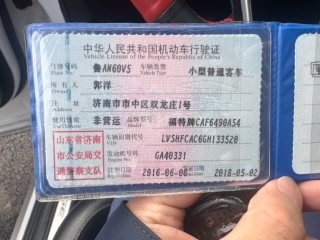 中华人民共和国机动车行驶证
Vehicle License of the People's Republic of China
号牌号码 鲁AN60V5 车辆类型 小型普通客车
Plate No. Vehicle Type
所有人 郭洋
Owner
住址 济南市市中区双龙庄1号
Address
使用性质 非营运 品牌型号 福特牌CAF6490A54
Use Character Model
山东省济南 车辆识别代号 LVSHFCAC6GH133520
VIN
市公安局交 发动机号码 GA40331
Engine No.
通警察支队 注册日期 2016-06-08 发证日期 2018-05-02
Register Date Issue Date